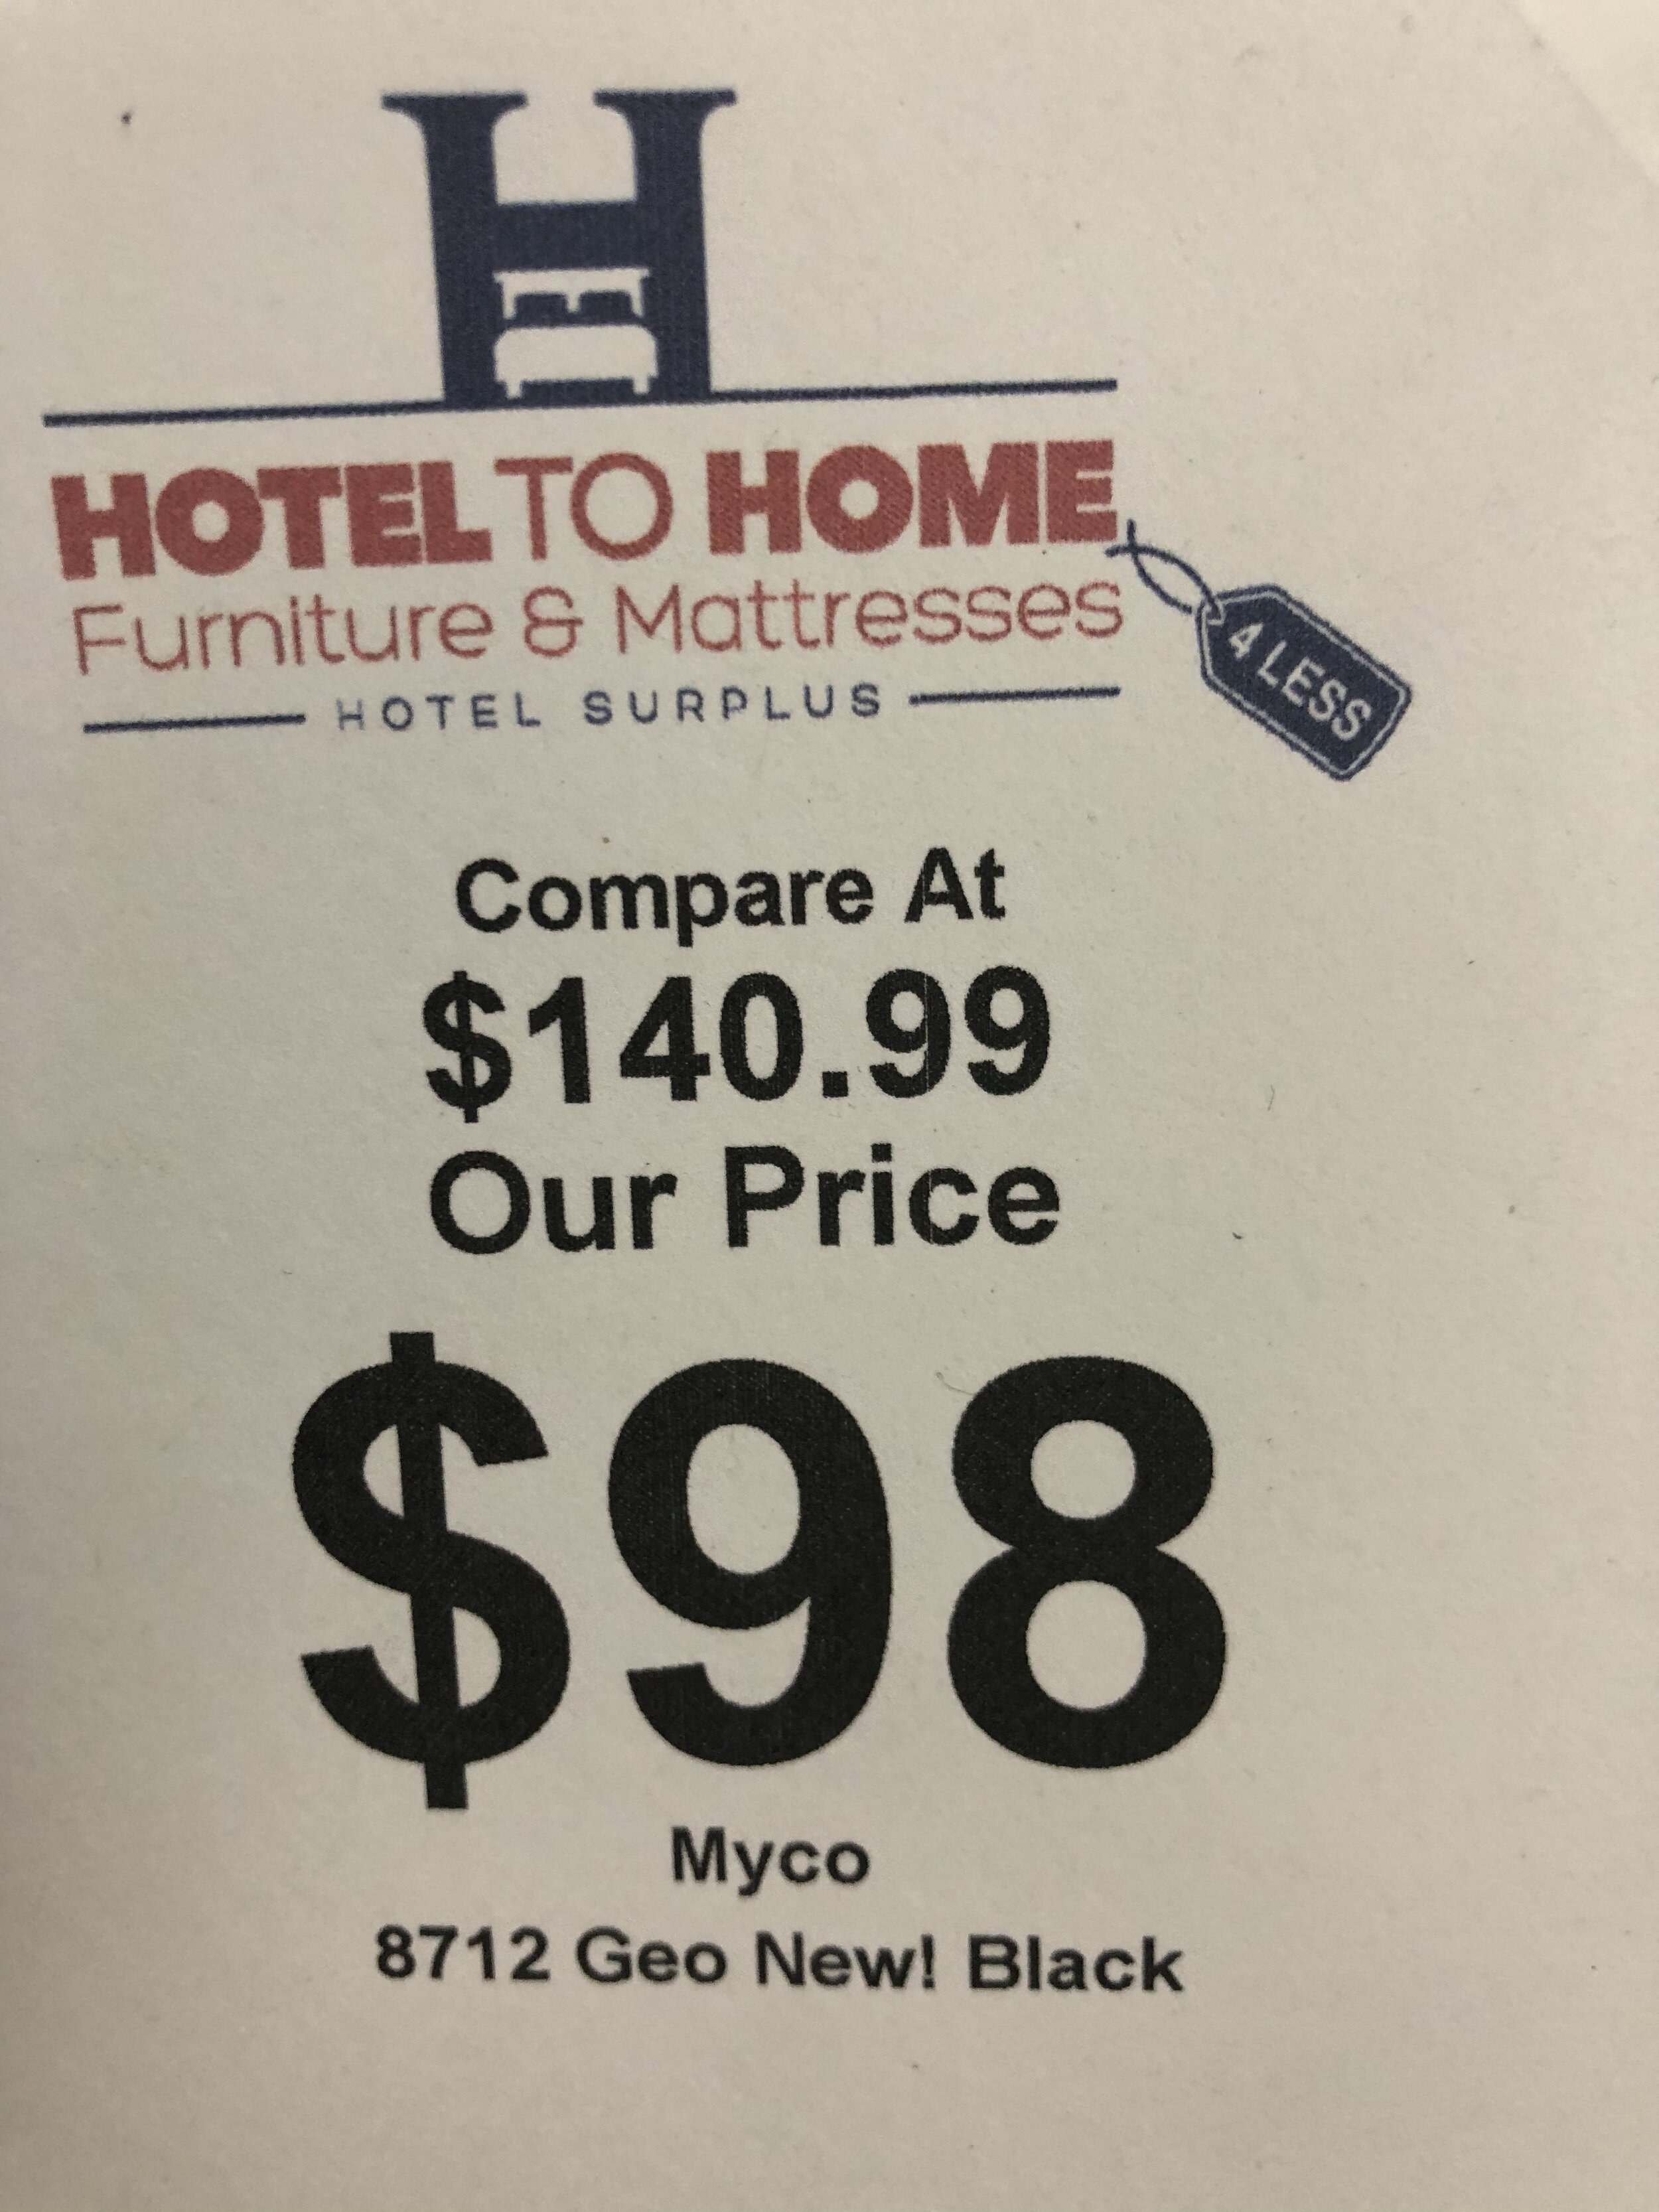 H
HOTEL TO HOME
Furniture & Mattresses
HOTEL SURPLUS
4 LESS
Compare At
$140.99
Our Price
$98
Myco
8712 Geo New! Black